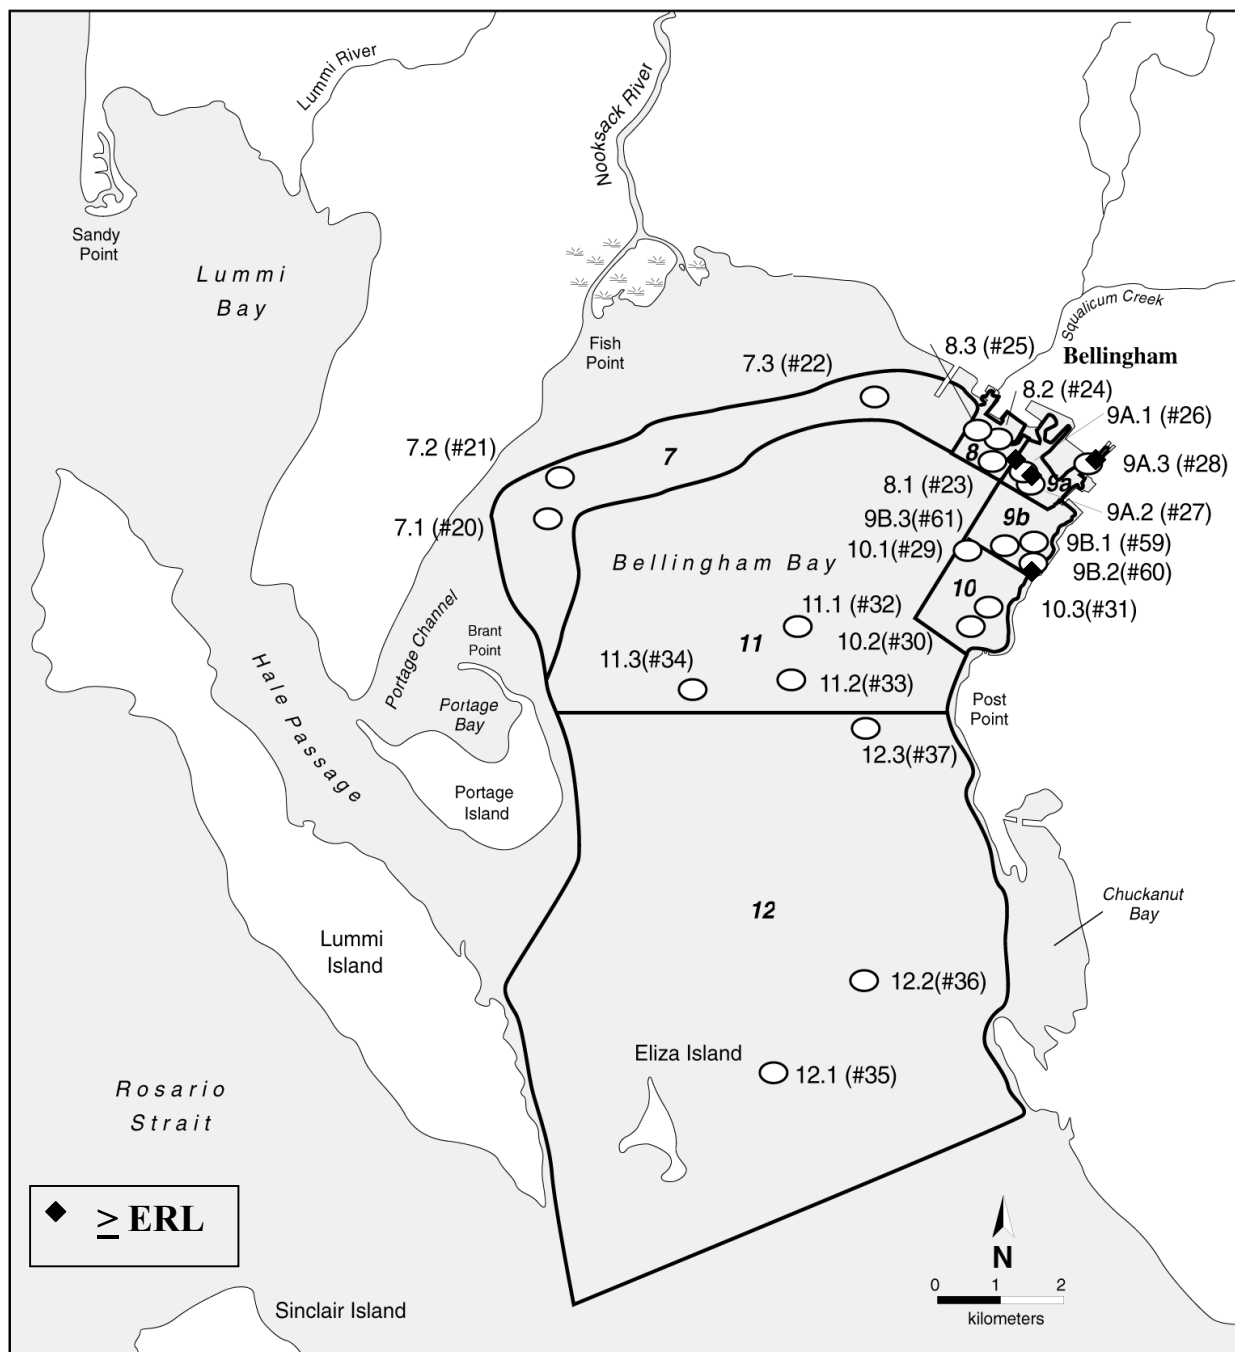 Lummi River
Nooksack River
Sandy
Point
Lummi
Bay
Squalicum Creek
Fish
Point
8.3 (#25)
Bellingham
7.3 (#22)
8.2 (#24)
9A.1 (#26)
7.2 (#21)
7
8
9A.3 (#28)
8.1 (#23)
9a
9A.2 (#27)
7.1 (#20)
9B.3(#61)
9b
9B.1 (#59)
10.1(#29)
Bellingham Bay
9B.2(#60)
10
11.1 (#32)
10.3(#31)
Portage Channel
Brant
Point
10.2(#30)
11
11.3(#34)
11.2(#33)
Hale Passage
Portage
Bay
Post
Point
12.3(#37)
Portage
Island
12
Chuckanut
Bay
Lummi
Island
12.2(#36)
Eliza Island
12.1 (#35)
Rosario
Strait
≥ ERL
N
0 1 2
kilometers
Sinclair Island